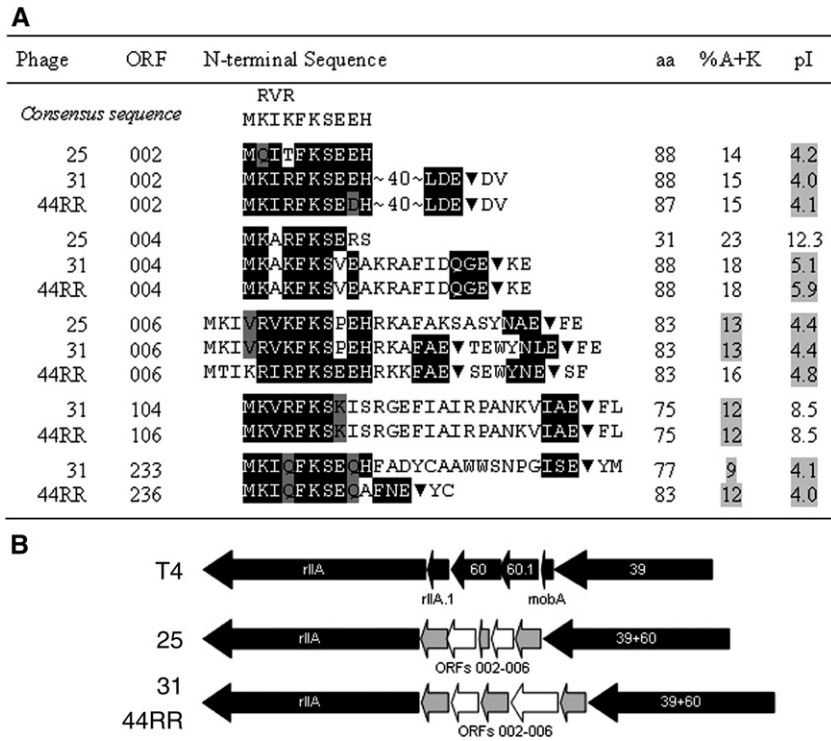 A
Phage ORF N-terminal Sequence aa %A+K pI
RVR
Consensus sequence MKIKFKSEEH
25 002 MQITFKSEEH 88 14 4.2
31 002 MKIRFKSEEH~40~LDE▼DV 88 15 4.0
44RR 002 MKIRFKSEDH~40~LDE▼DV 87 15 4.1
25 004 MKARFKSERS 31 23 12.3
31 004 MKAKFKSVEAKRAFIDQGE▼KE 88 18 5.1
44RR 004 MKARFKSVEAKRAFIDQGE▼KE 88 18 5.9
25 006 MKIVRVKFKSPEHRKAFAKSASYNAE▼FE 83 13 4.4
31 006 MKIVRVKFKSPEHRKAFAE▼TEWYNLE▼FE 83 13 4.4
44RR 006 MTIKRIRFKSEEHRKKFAE▼SEWYNE▼SF 83 16 4.8
31 104 MKVRFKSKISRGEFIAIRPANKVIAE▼FL 75 12 8.5
44RR 106 MKVRFKSKISRGEFIAIRPANKVIAE▼FL 75 12 8.5
31 233 MKIQFKSEQHFADYCAAWWSNPGISE▼YM 77 9 4.1
44RR 236 MKIQFKSEQAFNE▼YC 83 12 4.0
B
T4 rIIA 60 60.1 39
rIIA.1 mobA
25 rIIA 39+60
ORFs 002-006
31
44RR rIIA 39+60
ORFs 002-006